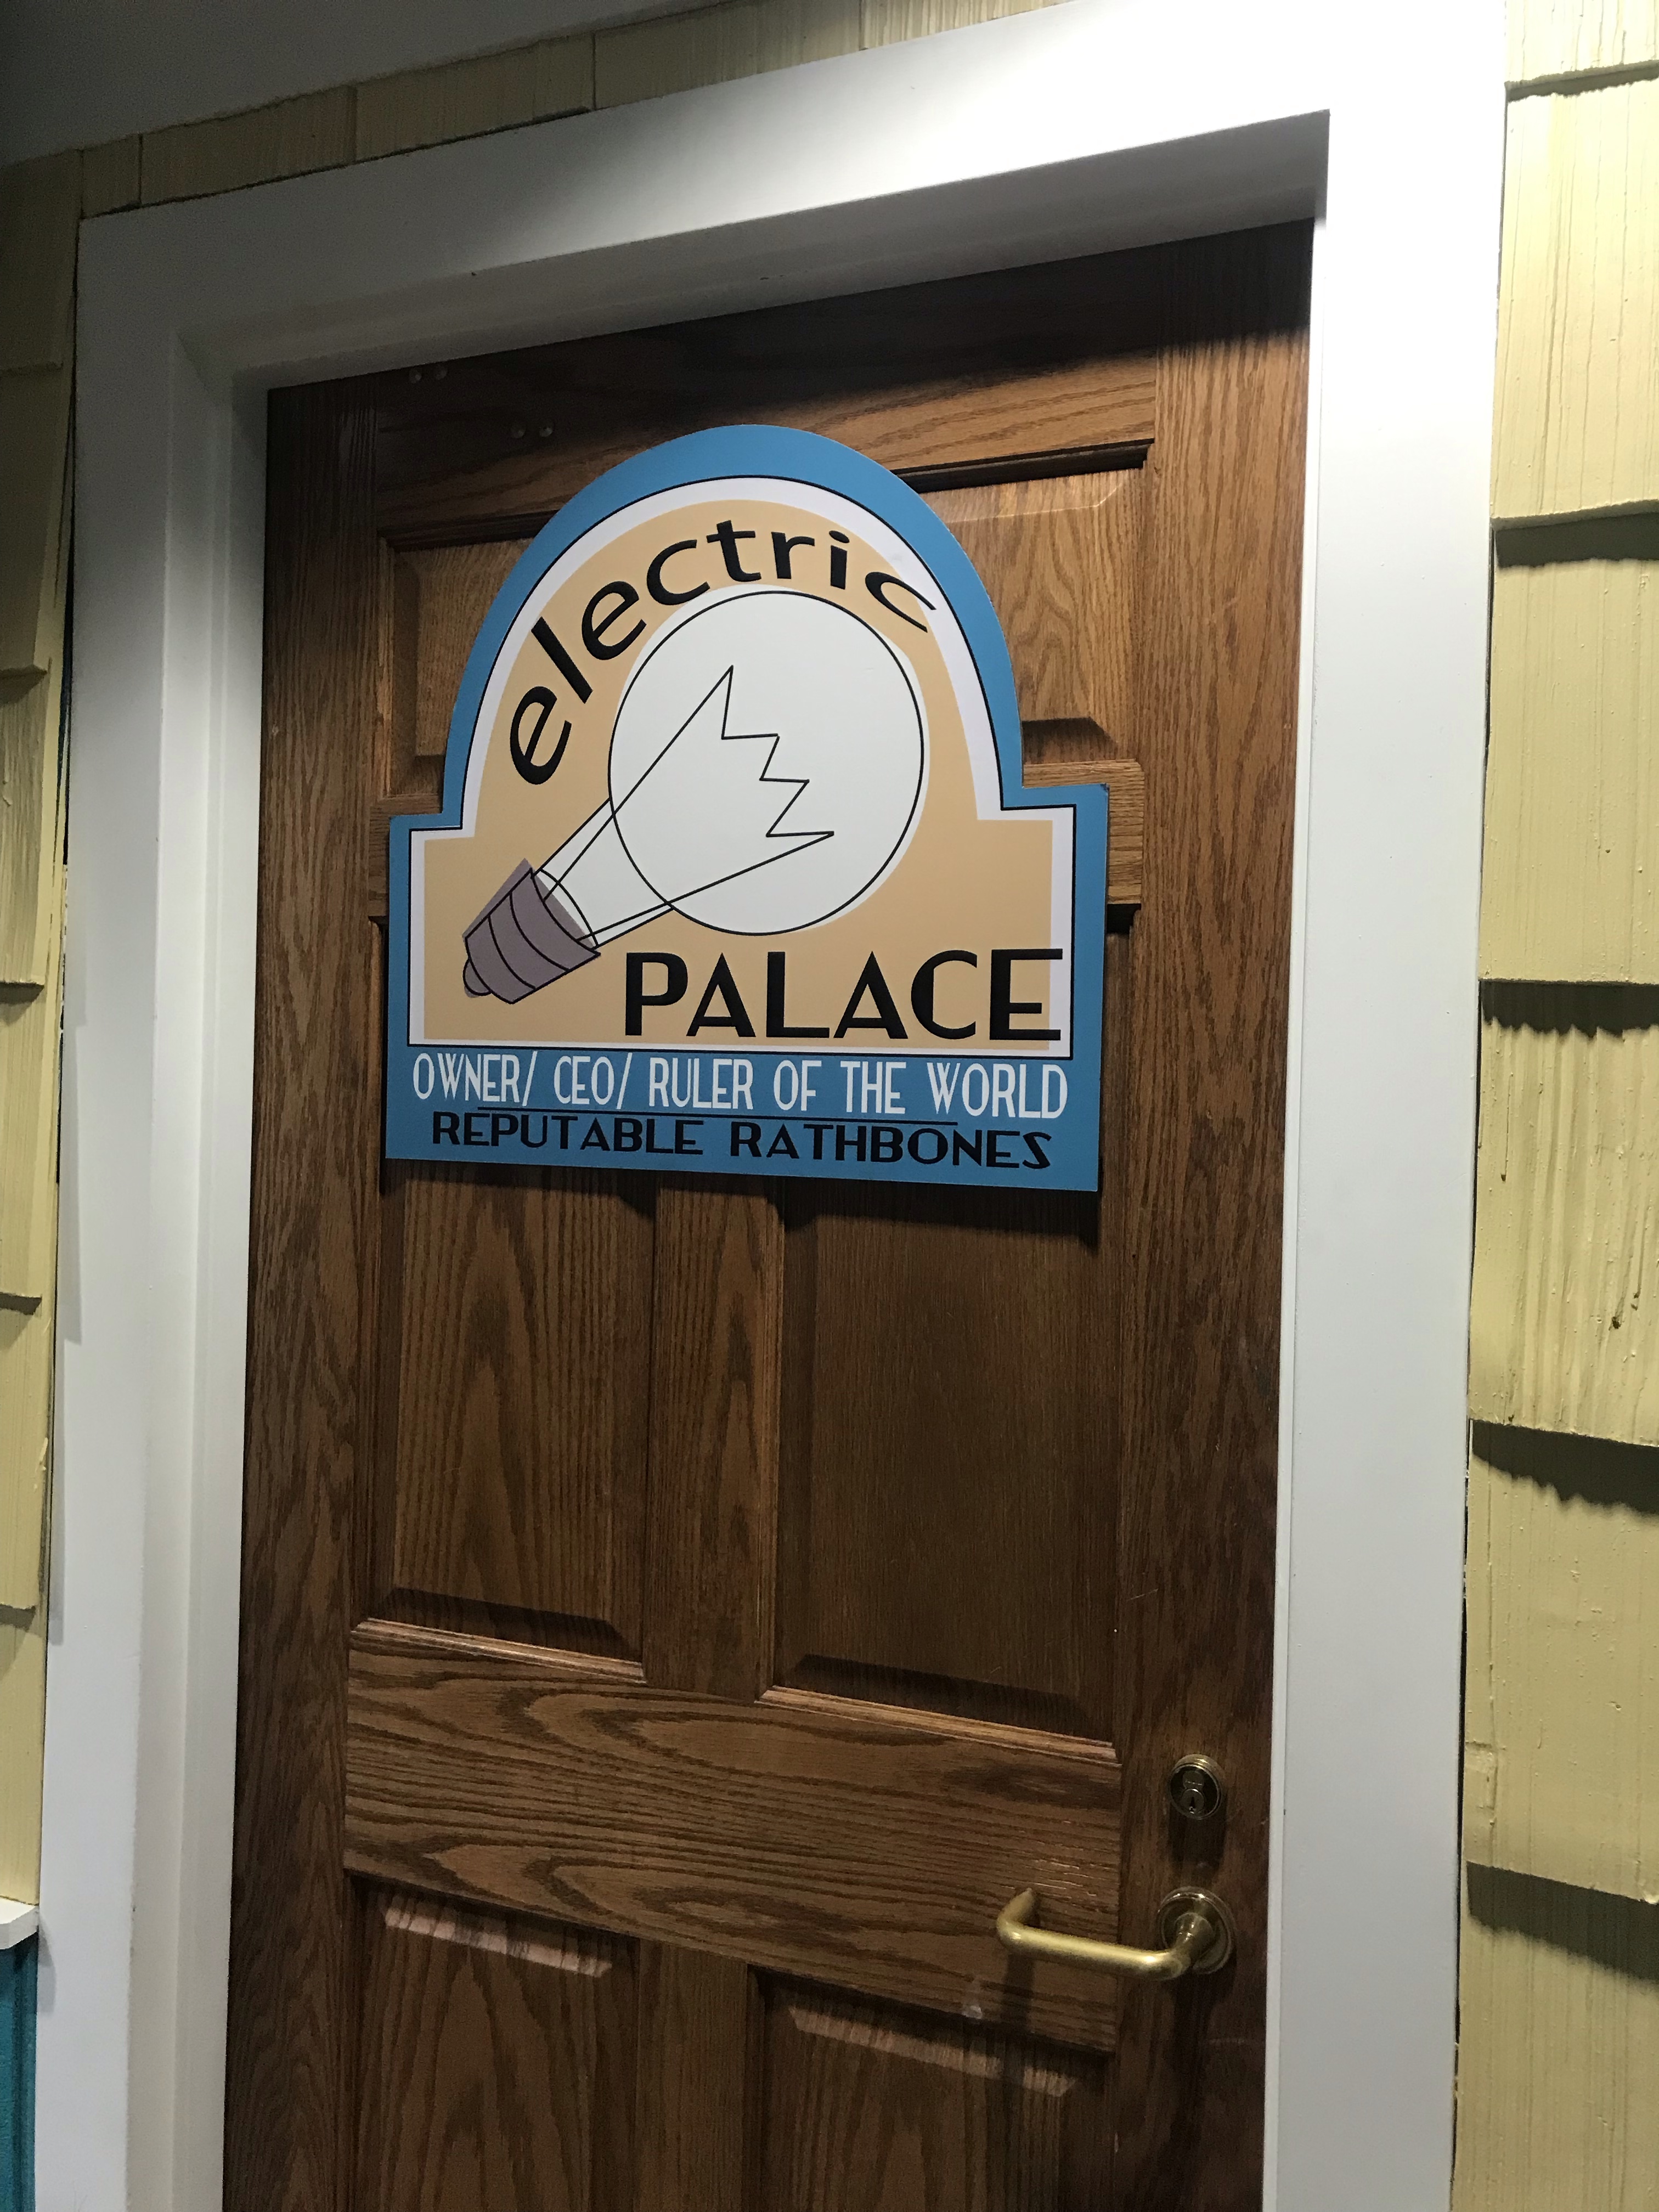 electric
PALACE
OWNER/ CEO/ RULER OF THE WORLD
REPUTABLE RATHBONES